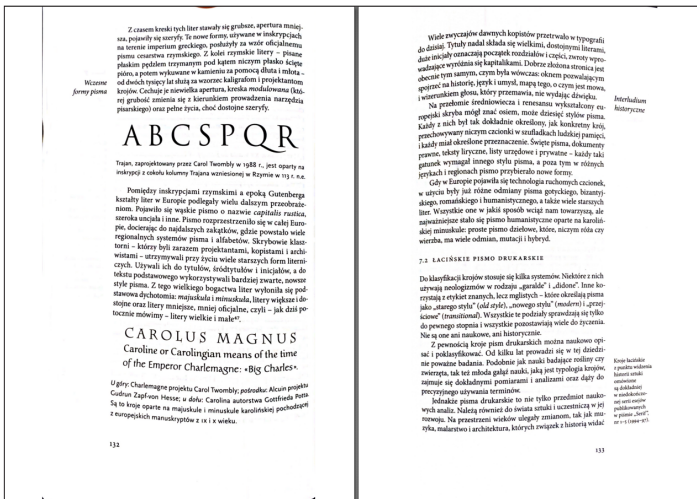 Z czasem kreski tych liter stawały się grubsze, apertura mniej-
sza, pojawiły się szeryfy. Te nowe formy, używane w inskrypcjach
na terenie imperium greckiego, posłużyły za wzór oficjalnemu
pismu cesarstwa rzymskiego. Z kolei rzymskie litery – pisane
płaskim pędzlem trzymanym pod kątem niczym płasko ścięte
pióro, a potem wykuwane w kamieniu za pomocą dłuta i młota –
Wczesne
formy pisma
od dwóch tysięcy lat służą za wzorzec kaligrafom i projektantom
krojów. Cechuje je niewielka apertura, kreska modulowana (któ-
rej grubość zmienia się z kierunkiem prowadzenia narzędzia
pisarskiego) oraz pełne życia, choć dostojne szeryfy.
ABCSPQR
Trajan, zaprojektowany przez Carol Twombly w 1988 r., jest oparty na
inskrypcji z cokołu kolumny Trajana wzniesionej w Rzymie w 113 r. n.e.
Pomiędzy inskrypcjami rzymskimi a epoką Gutenberga
kształty liter w Europie podlegały wielu dalszym przeobraże-
niom. Pojawiło się wąskie pismo o nazwie capitalis rustica,
szeroka uncjała i inne. Pismo rozprzestrzeniło się w całej Euro-
pie, docierając do najdalszych zakątków, gdzie powstało wiele
regionalnych systemów pisma i alfabetów. Skrybowie klasz-
torni – którzy byli zarazem projektantami, kopistami i archi-
wistami – utrzymywali przy życiu wiele starszych form literni-
czych. Używali ich do tytułów, śródtytułów i inicjałów, a do
tekstu podstawowego wykorzystywali bardziej zwarte, nowsze
style pisma. Z tego wielkiego bogactwa liter wyłoniła się pod-
stawowa dychotomia: majuskuła i minuskuła, litery większe i do-
stojne oraz litery mniejsze, mniej oficjalne, czyli – jak dziś po-
tocznie mówimy – litery wielkie i małe⁴⁷.
CAROLUS MAGNUS
Caroline or Carolingian means of the time
of the Emperor Charlemagne: «Big Charles».
U góry: Charlemagne projektu Carol Twombly; pośrodku: Alcuin projektu
Gudrun Zapf-von Hesse; u dołu: Carolina autorstwa Gottfrieda Potta.
Są to kroje oparte na majuskule i minuskule karolińskiej pochodzącej
z europejskich manuskryptów z IX i X wieku.
132
Wiele zwyczajów dawnych kopistów przetrwało w typografii
do dzisiaj. Tytuły nadal składa się wielkimi, dostojnymi literami,
duże inicjały oznaczają początek rozdziałów i części, zwroty wpro-
wadzające wyróżnia się kapitalikami. Dobrze złożona stronica jest
obecnie tym samym, czym była wówczas: oknem pozwalającym
spojrzeć na historię, język i umysł, mapą tego, o czym jest mowa,
i wizerunkiem głosu, który przemawia, nie wydając dźwięku.
Interludium
historyczne
Na przełomie średniowiecza i renesansu wykształcony eu-
ropejski skryba mógł znać osiem, może dziesięć stylów pisma.
Każdy z nich był tak dokładnie określony, jak konkretny krój,
przechowywany niczym czcionki w szufladkach ludzkiej pamięci,
i każdy miał określone przeznaczenie. Święte pisma, dokumenty
prawne, teksty liryczne, listy urzędowe i prywatne – każdy taki
gatunek wymagał innego stylu pisma, a poza tym w różnych
językach i regionach pismo przybierało nowe formy.
Gdy w Europie pojawiła się technologia ruchomych czcionek,
w użyciu były już różne odmiany pisma gotyckiego, bizantyj-
skiego, romańskiego i humanistycznego, a także wiele starszych
liter. Wszystkie one w jakiś sposób wciąż nam towarzyszą, ale
najważniejsze stało się pismo humanistyczne oparte na karoliń-
skiej minuskule: proste pismo dziełowe, które, niczym róża czy
wierzba, ma wiele odmian, mutacji i hybryd.
7.2 ŁACIŃSKIE PISMO DRUKARSKIE
Do klasyfikacji krojów stosuje się kilka systemów. Niektóre z nich
używają neologizmów w rodzaju „garalde” i „didone”. Inne ko-
rzystają z etykiet znanych, lecz mglistych – które określają pisma
jako „starego stylu” (old style), „nowego stylu” (modern) i „przej-
ściowe” (transitional). Wszystkie te podziały sprawdzają się tylko
do pewnego stopnia i wszystkie pozostawiają wiele do życzenia.
Nie są one ani naukowe, ani historyczne.
Z pewnością kroje pism drukarskich można naukowo opi-
sać i poklasyfikować. Od kilku lat prowadzi się w tej dziedzi-
nie poważne badania. Podobnie jak nauki badające rośliny czy
zwierzęta, tak też młoda gałąź nauki, jaką jest typologia krojów,
zajmuje się dokładnymi pomiarami i analizami oraz dąży do
precyzyjnego używania terminów.
Kroje łacińskie
z punktu widzenia
historii sztuki
omówione
są dokładniej
w niedokończo-
nej serii esejów
publikowanych
w piśmie „Serif”,
nr 1–5 (1994–97).
Jednakże pisma drukarskie to nie tylko przedmiot nauko-
wych analiz. Należą również do świata sztuki i uczestniczą w jej
rozwoju. Na przestrzeni wieków ulegały zmianom, tak jak mu-
zyka, malarstwo i architektura, których związek z historią widać
133